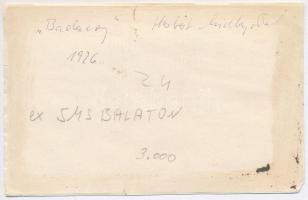 "Badacsony"
1926
24
ex SMS BALATON
3.000